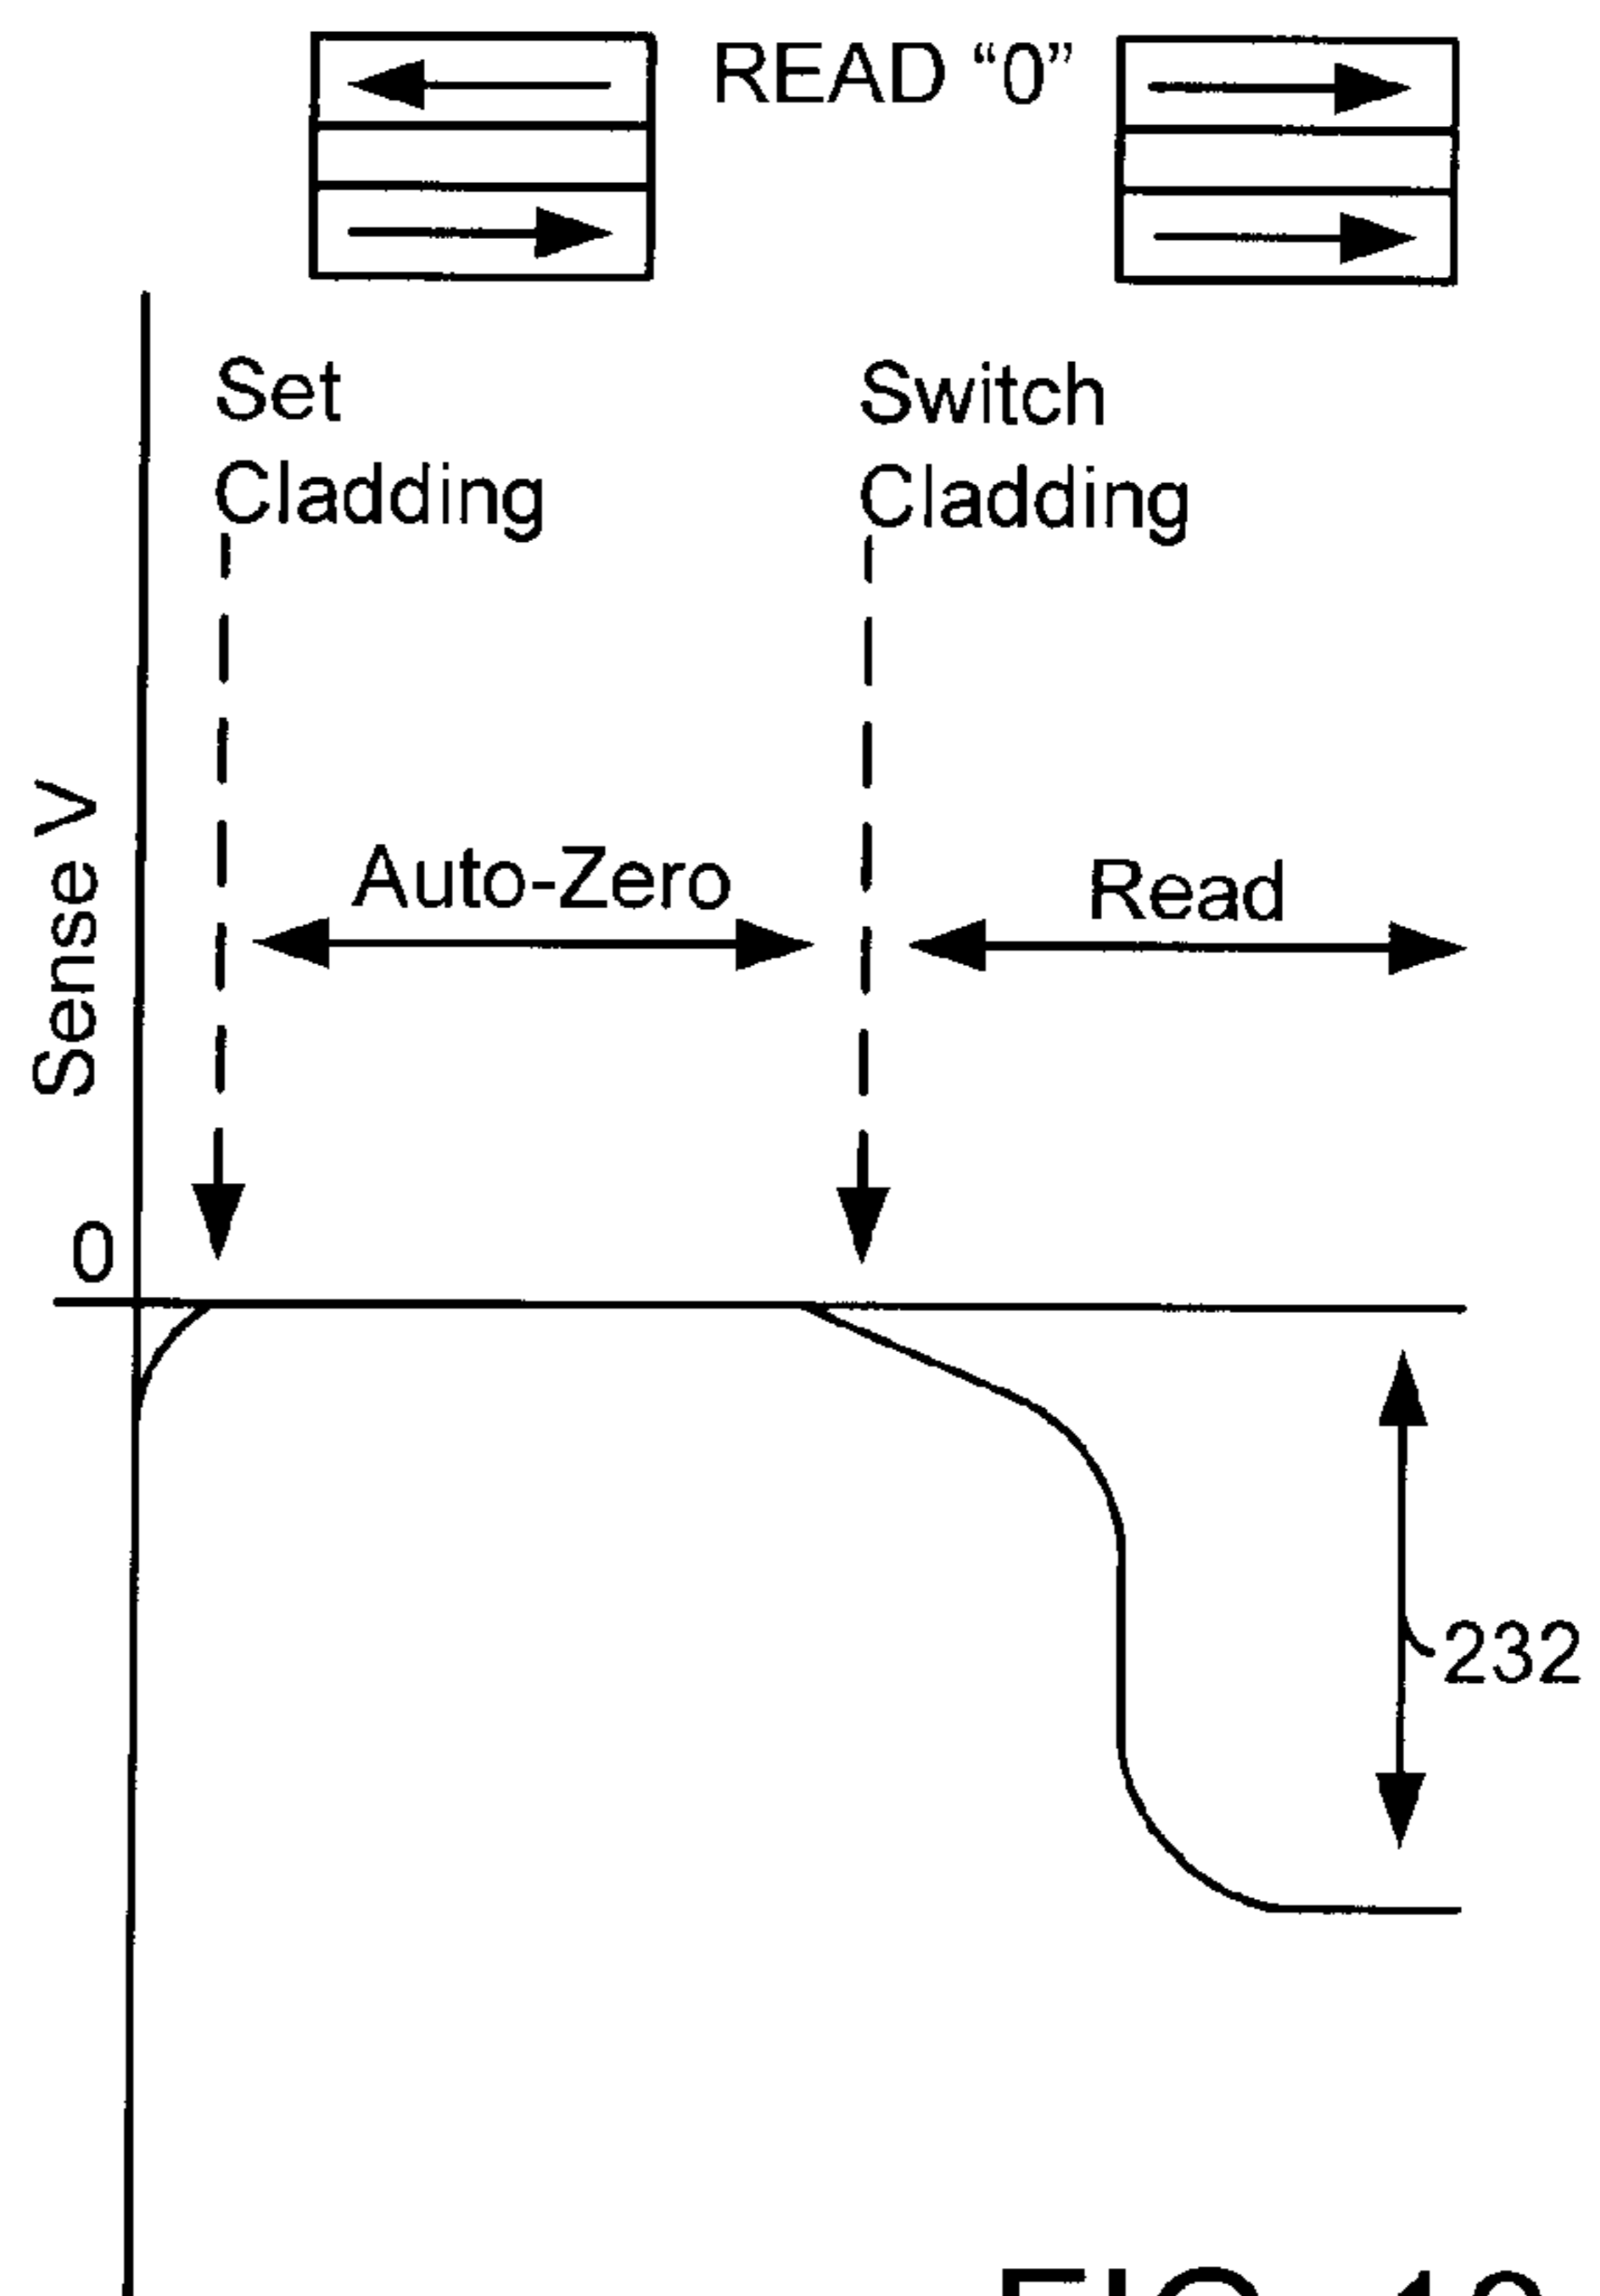 READ “0”
Set
Cladding
Switch
Cladding
Auto-Zero
Read
Sense V
0
232